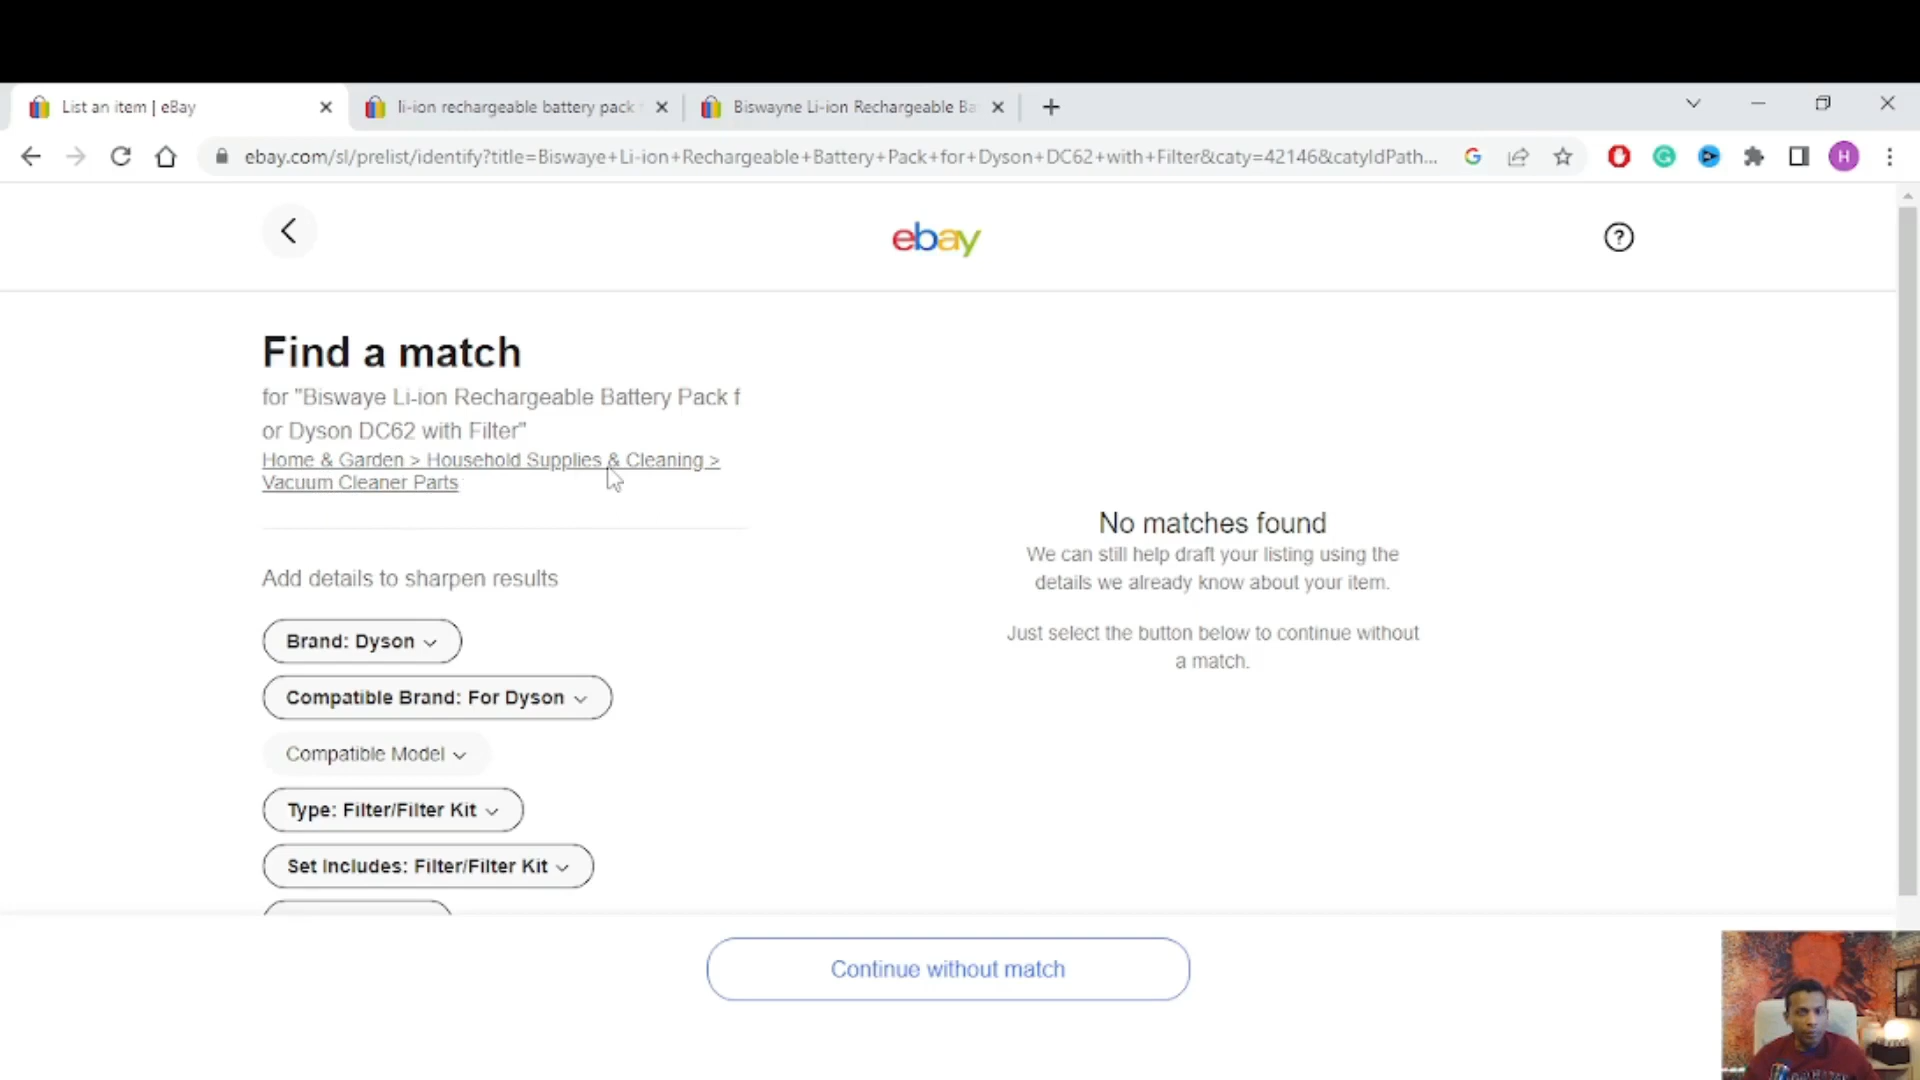 List an item | eBay
li-ion rechargeable battery pack
Biswayne Li-ion Rechargeable Ba
ebay.com/sl/prelist/identify?title=Biswaye+Li-ion+Rechargeable+Battery+Pack+for+Dyson+DC62+with+Filter&caty=42146&catyIdPath...
H
ebay
Find a match
for "Biswaye Li-ion Rechargeable Battery Pack f
or Dyson DC62 with Filter"
Home & Garden > Household Supplies & Cleaning >
Vacuum Cleaner Parts
Add details to sharpen results
Brand: Dyson
Compatible Brand: For Dyson
Compatible Model
Type: Filter/Filter Kit
Set Includes: Filter/Filter Kit
No matches found
We can still help draft your listing using the
details we already know about your item.
Just select the button below to continue without
a match.
Continue without match